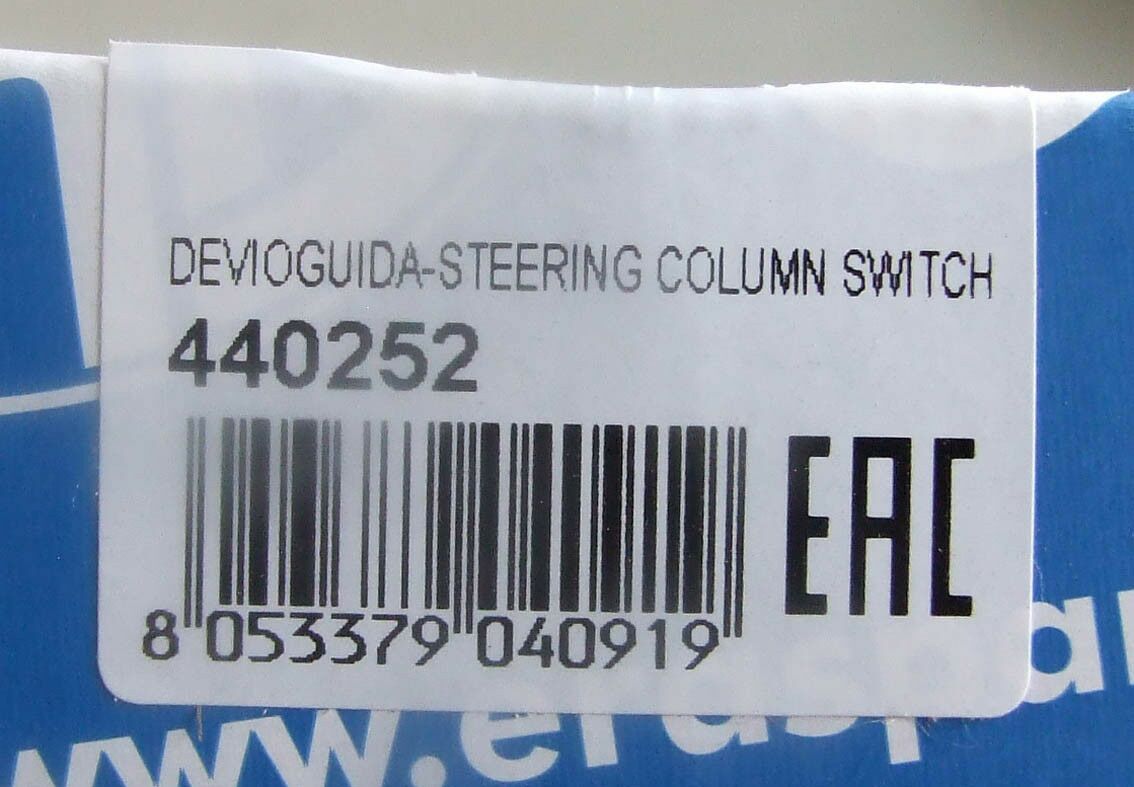 DEVIOGUIDA-STEERING COLUMN SWITCH
440252
EAC
8 053379 040919